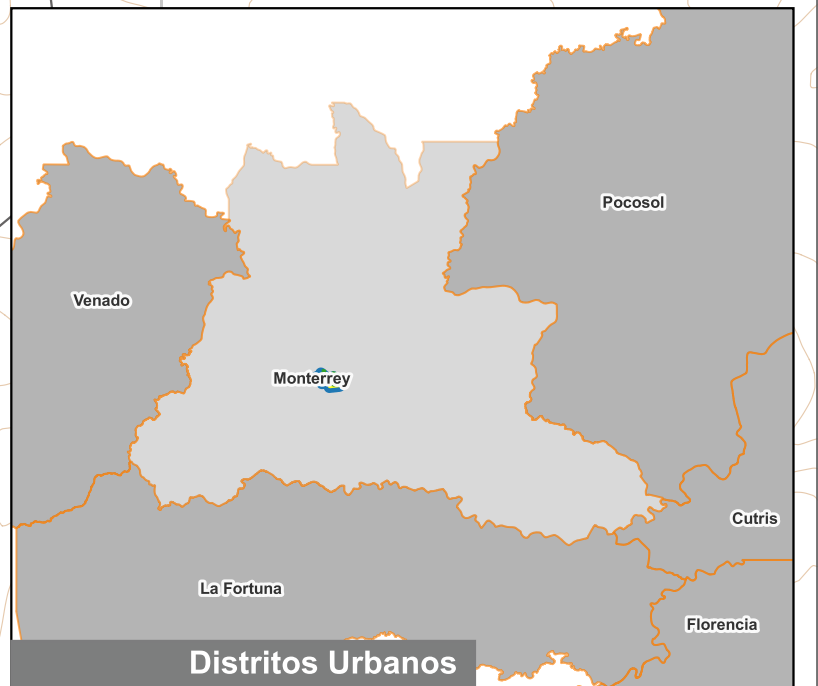 Pocosol
Venado
Monterrey
Cutris
La Fortuna
Florencia
Distritos Urbanos